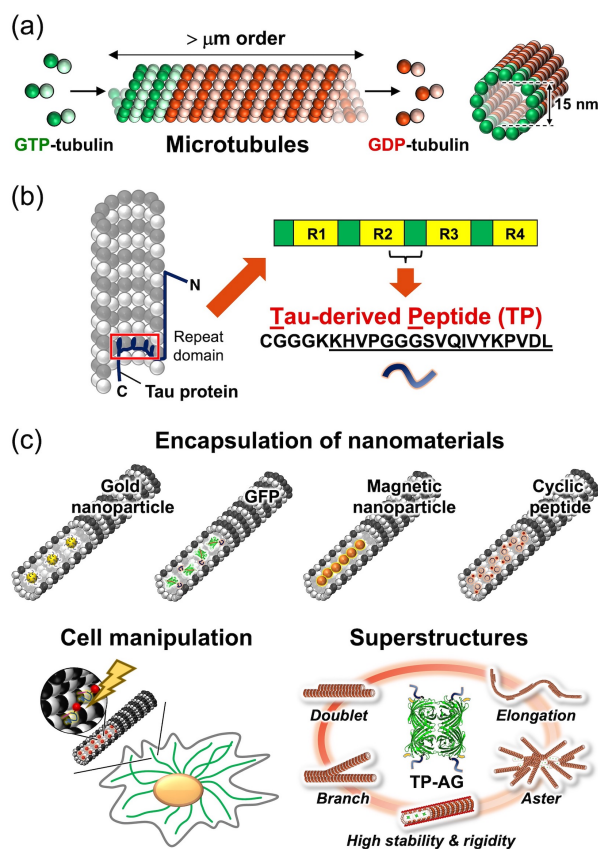 (a)
> μm order
GTP-tubulin
Microtubules
GDP-tubulin
15 nm
(b)
N
Repeat
domain
C
Tau protein
R1 R2 R3 R4
Tau-derived Peptide (TP)
CGGGKKHVPGGGSVQIVYKPVDL
(c)
Encapsulation of nanomaterials
Gold
nanoparticle
GFP
Magnetic
nanoparticle
Cyclic
peptide
Cell manipulation
Superstructures
Doublet
Elongation
Branch
TP-AG
Aster
High stability & rigidity